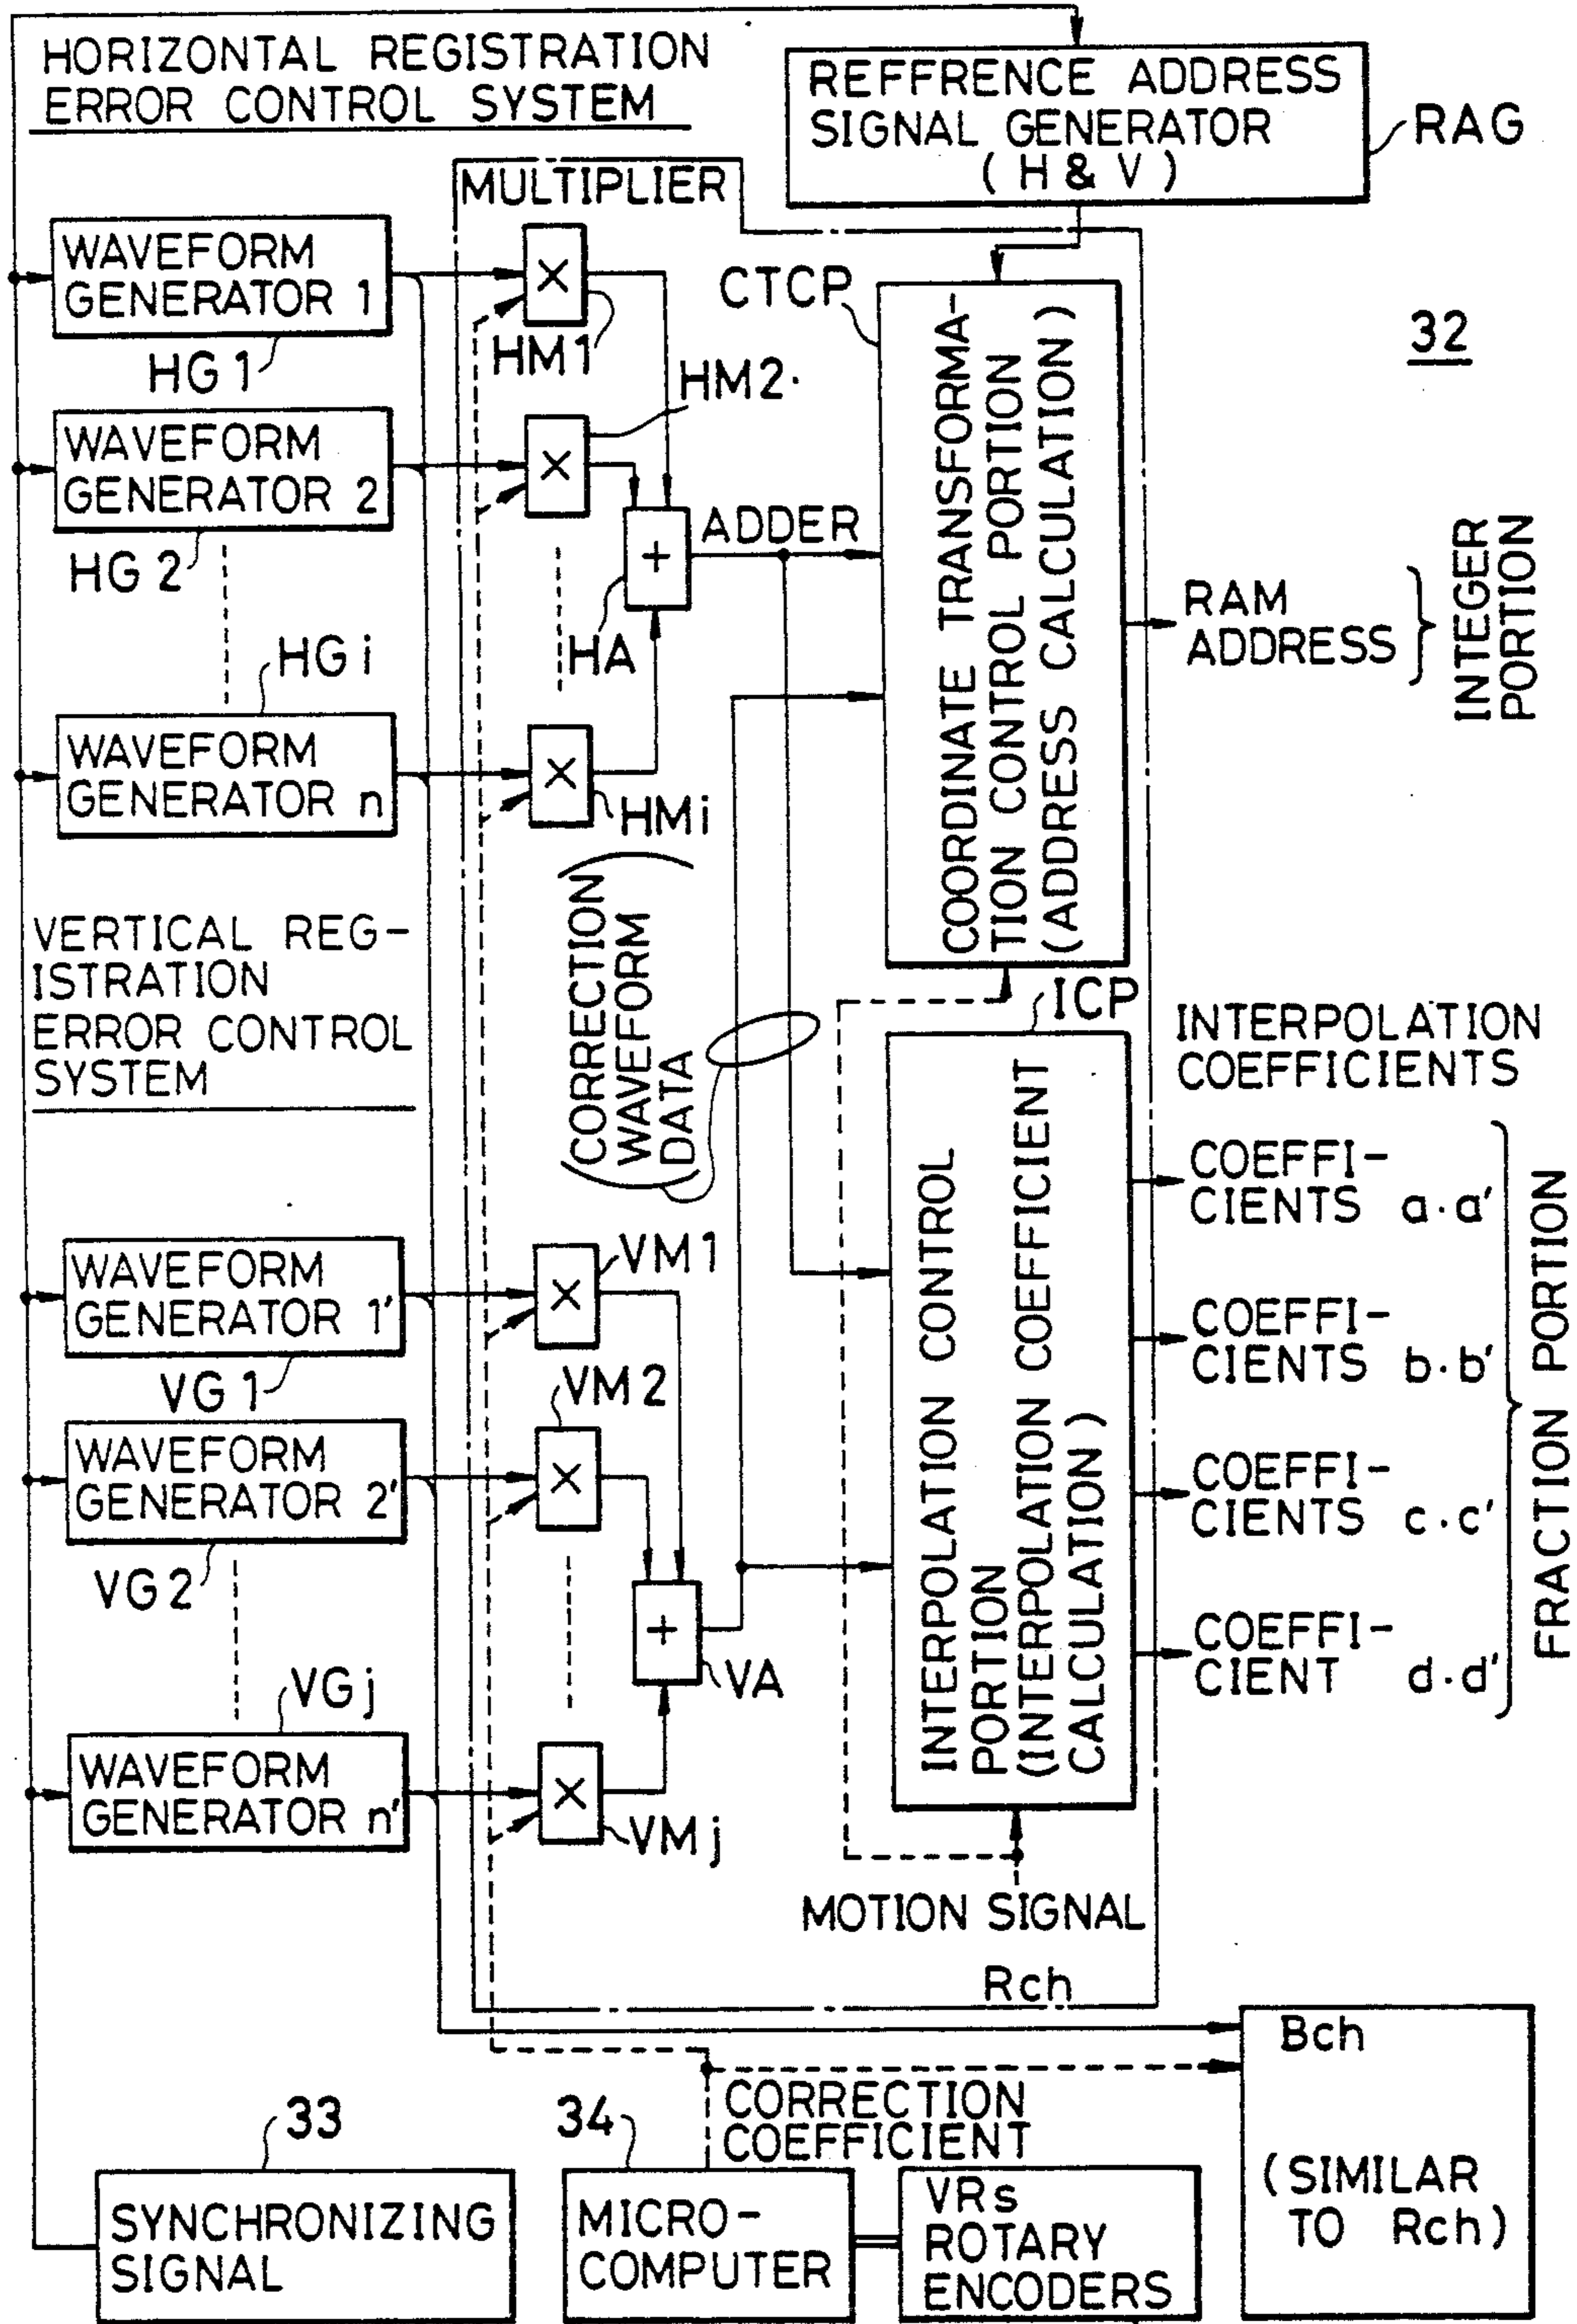 HORIZONTAL REGISTRATION
ERROR CONTROL SYSTEM
REFFRENCE ADDRESS
SIGNAL GENERATOR
( H & V )
RAG
MULTIPLIER
WAVEFORM
GENERATOR 1
HG1
×
HM1
CTCP
32
HM2.
WAVEFORM
GENERATOR 2
HG2
×
+
ADDER
HA
HGi
WAVEFORM
GENERATOR n
×
HMi
COORDINATE TRANSFORMA-
TION CONTROL PORTION
(ADDRESS CALCULATION)
RAM
ADDRESS
INTEGER
PORTION
VERTICAL REG-
ISTRATION
ERROR CONTROL
SYSTEM
(CORRECTION
WAVEFORM
DATA)
ICP
INTERPOLATION
COEFFICIENTS
INTERPOLATION CONTROL
PORTION
(INTERPOLATION COEFFICIENT
CALCULATION)
COEFFI-
CIENTS a·a'
COEFFI-
CIENTS b·b'
COEFFI-
CIENTS c·c'
COEFFI-
CIENT d·d'
FRACTION PORTION
WAVEFORM
GENERATOR 1'
VG1
×
VM1
VM2
WAVEFORM
GENERATOR 2'
VG2
×
+
VA
VGj
WAVEFORM
GENERATOR n'
×
VMj
MOTION SIGNAL
Rch
Bch
(SIMILAR
TO Rch)
CORRECTION
COEFFICIENT
33
SYNCHRONIZING
SIGNAL
34
MICRO-
COMPUTER
VRs
ROTARY
ENCODERS